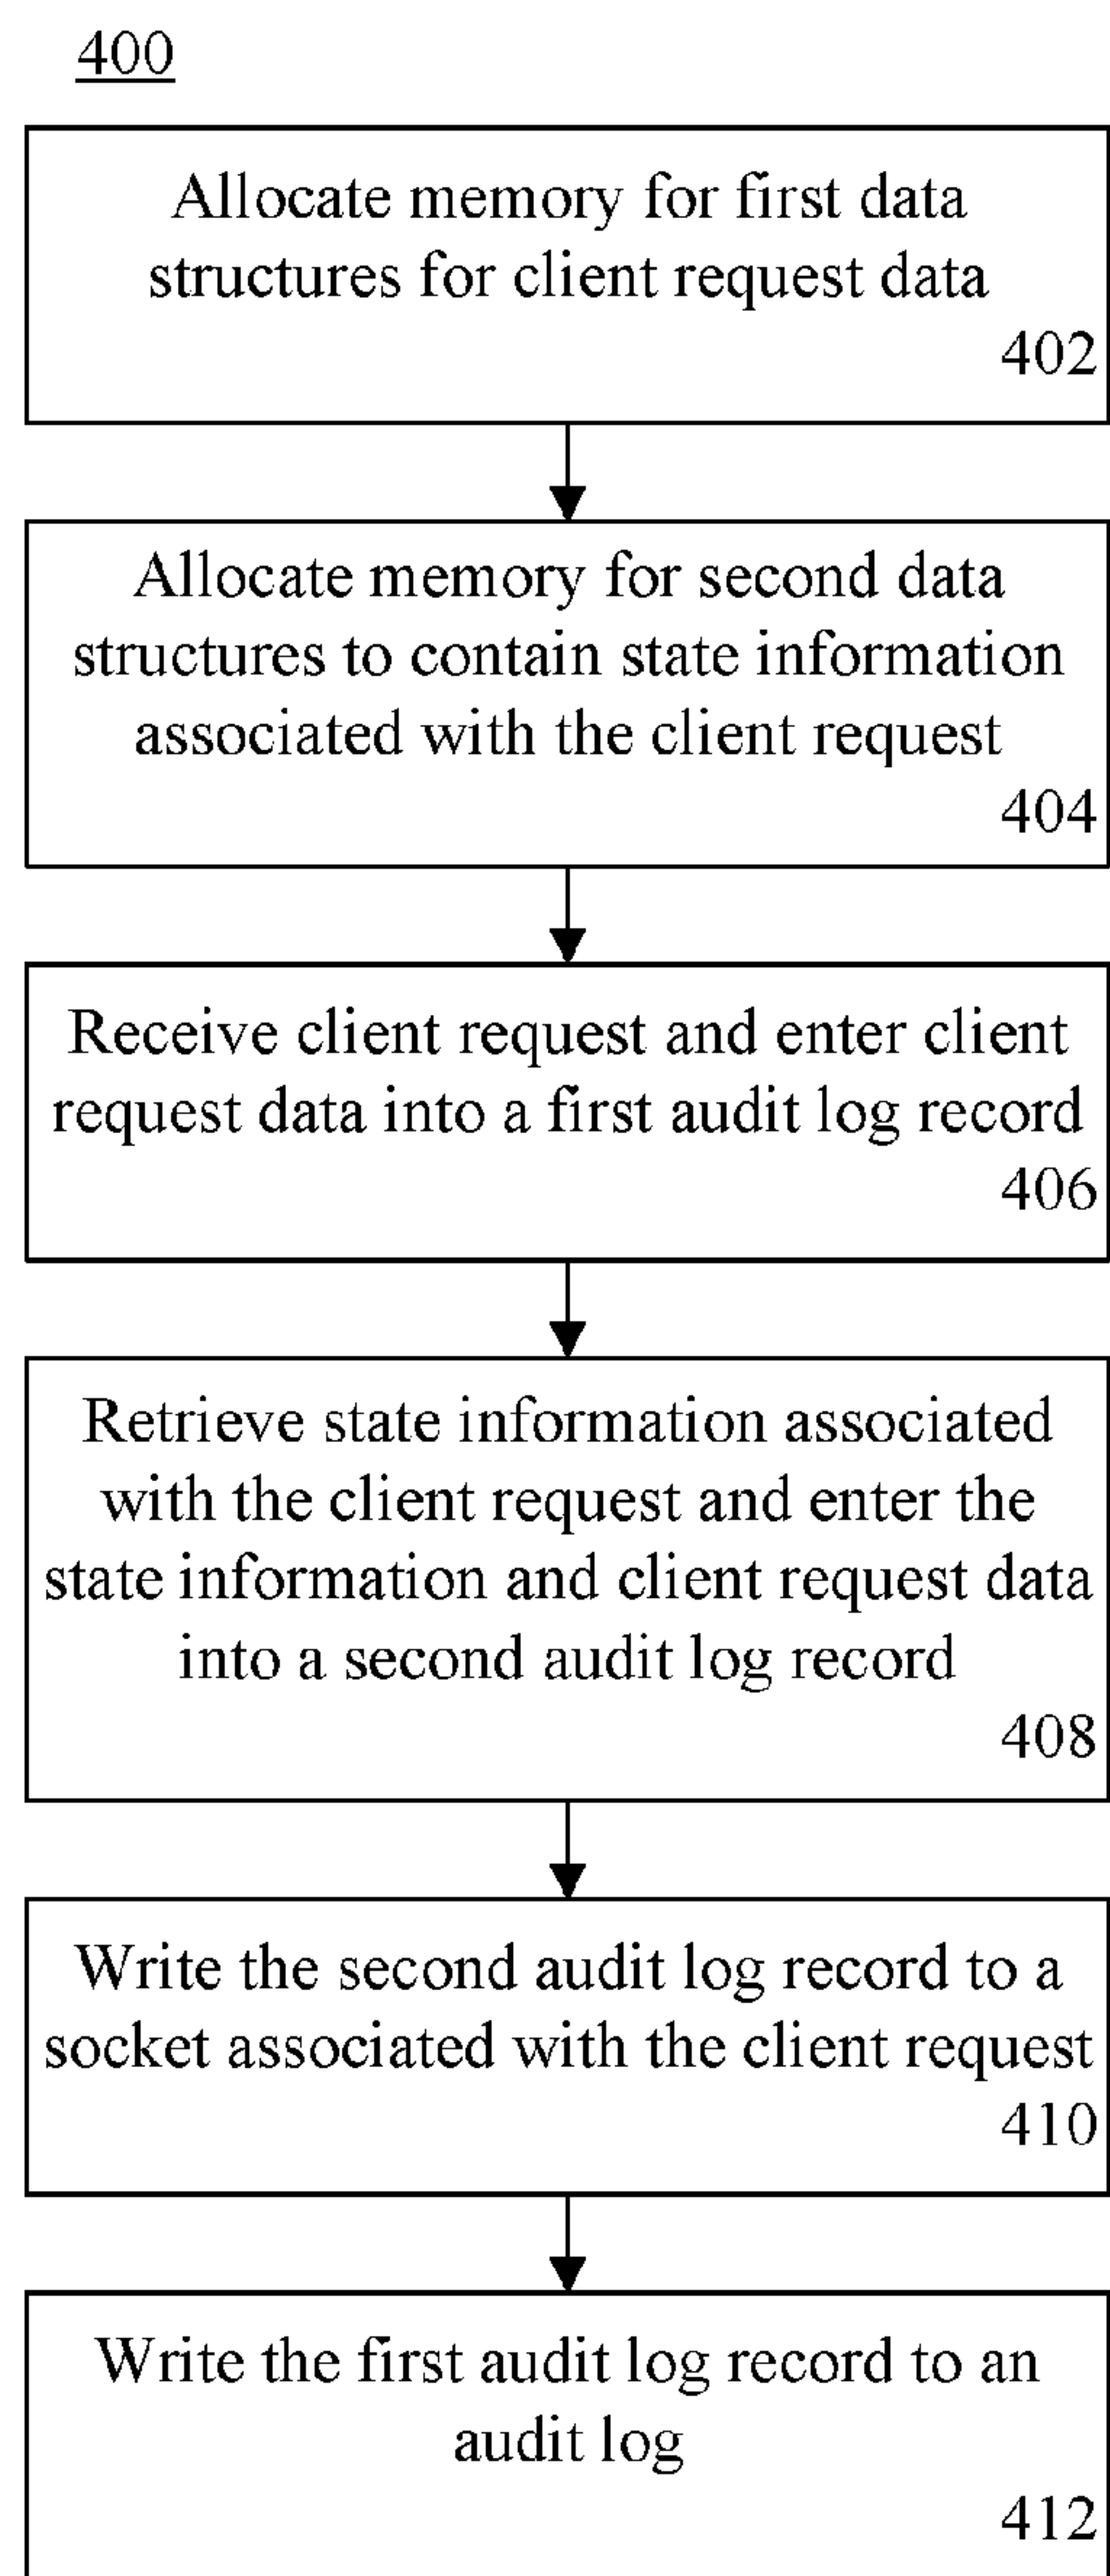 400
Allocate memory for first data
structures for client request data
402
Allocate memory for second data
structures to contain state information
associated with the client request
404
Receive client request and enter client
request data into a first audit log record
406
Retrieve state information associated
with the client request and enter the
state information and client request data
into a second audit log record
408
Write the second audit log record to a
socket associated with the client request
410
Write the first audit log record to an
audit log
412